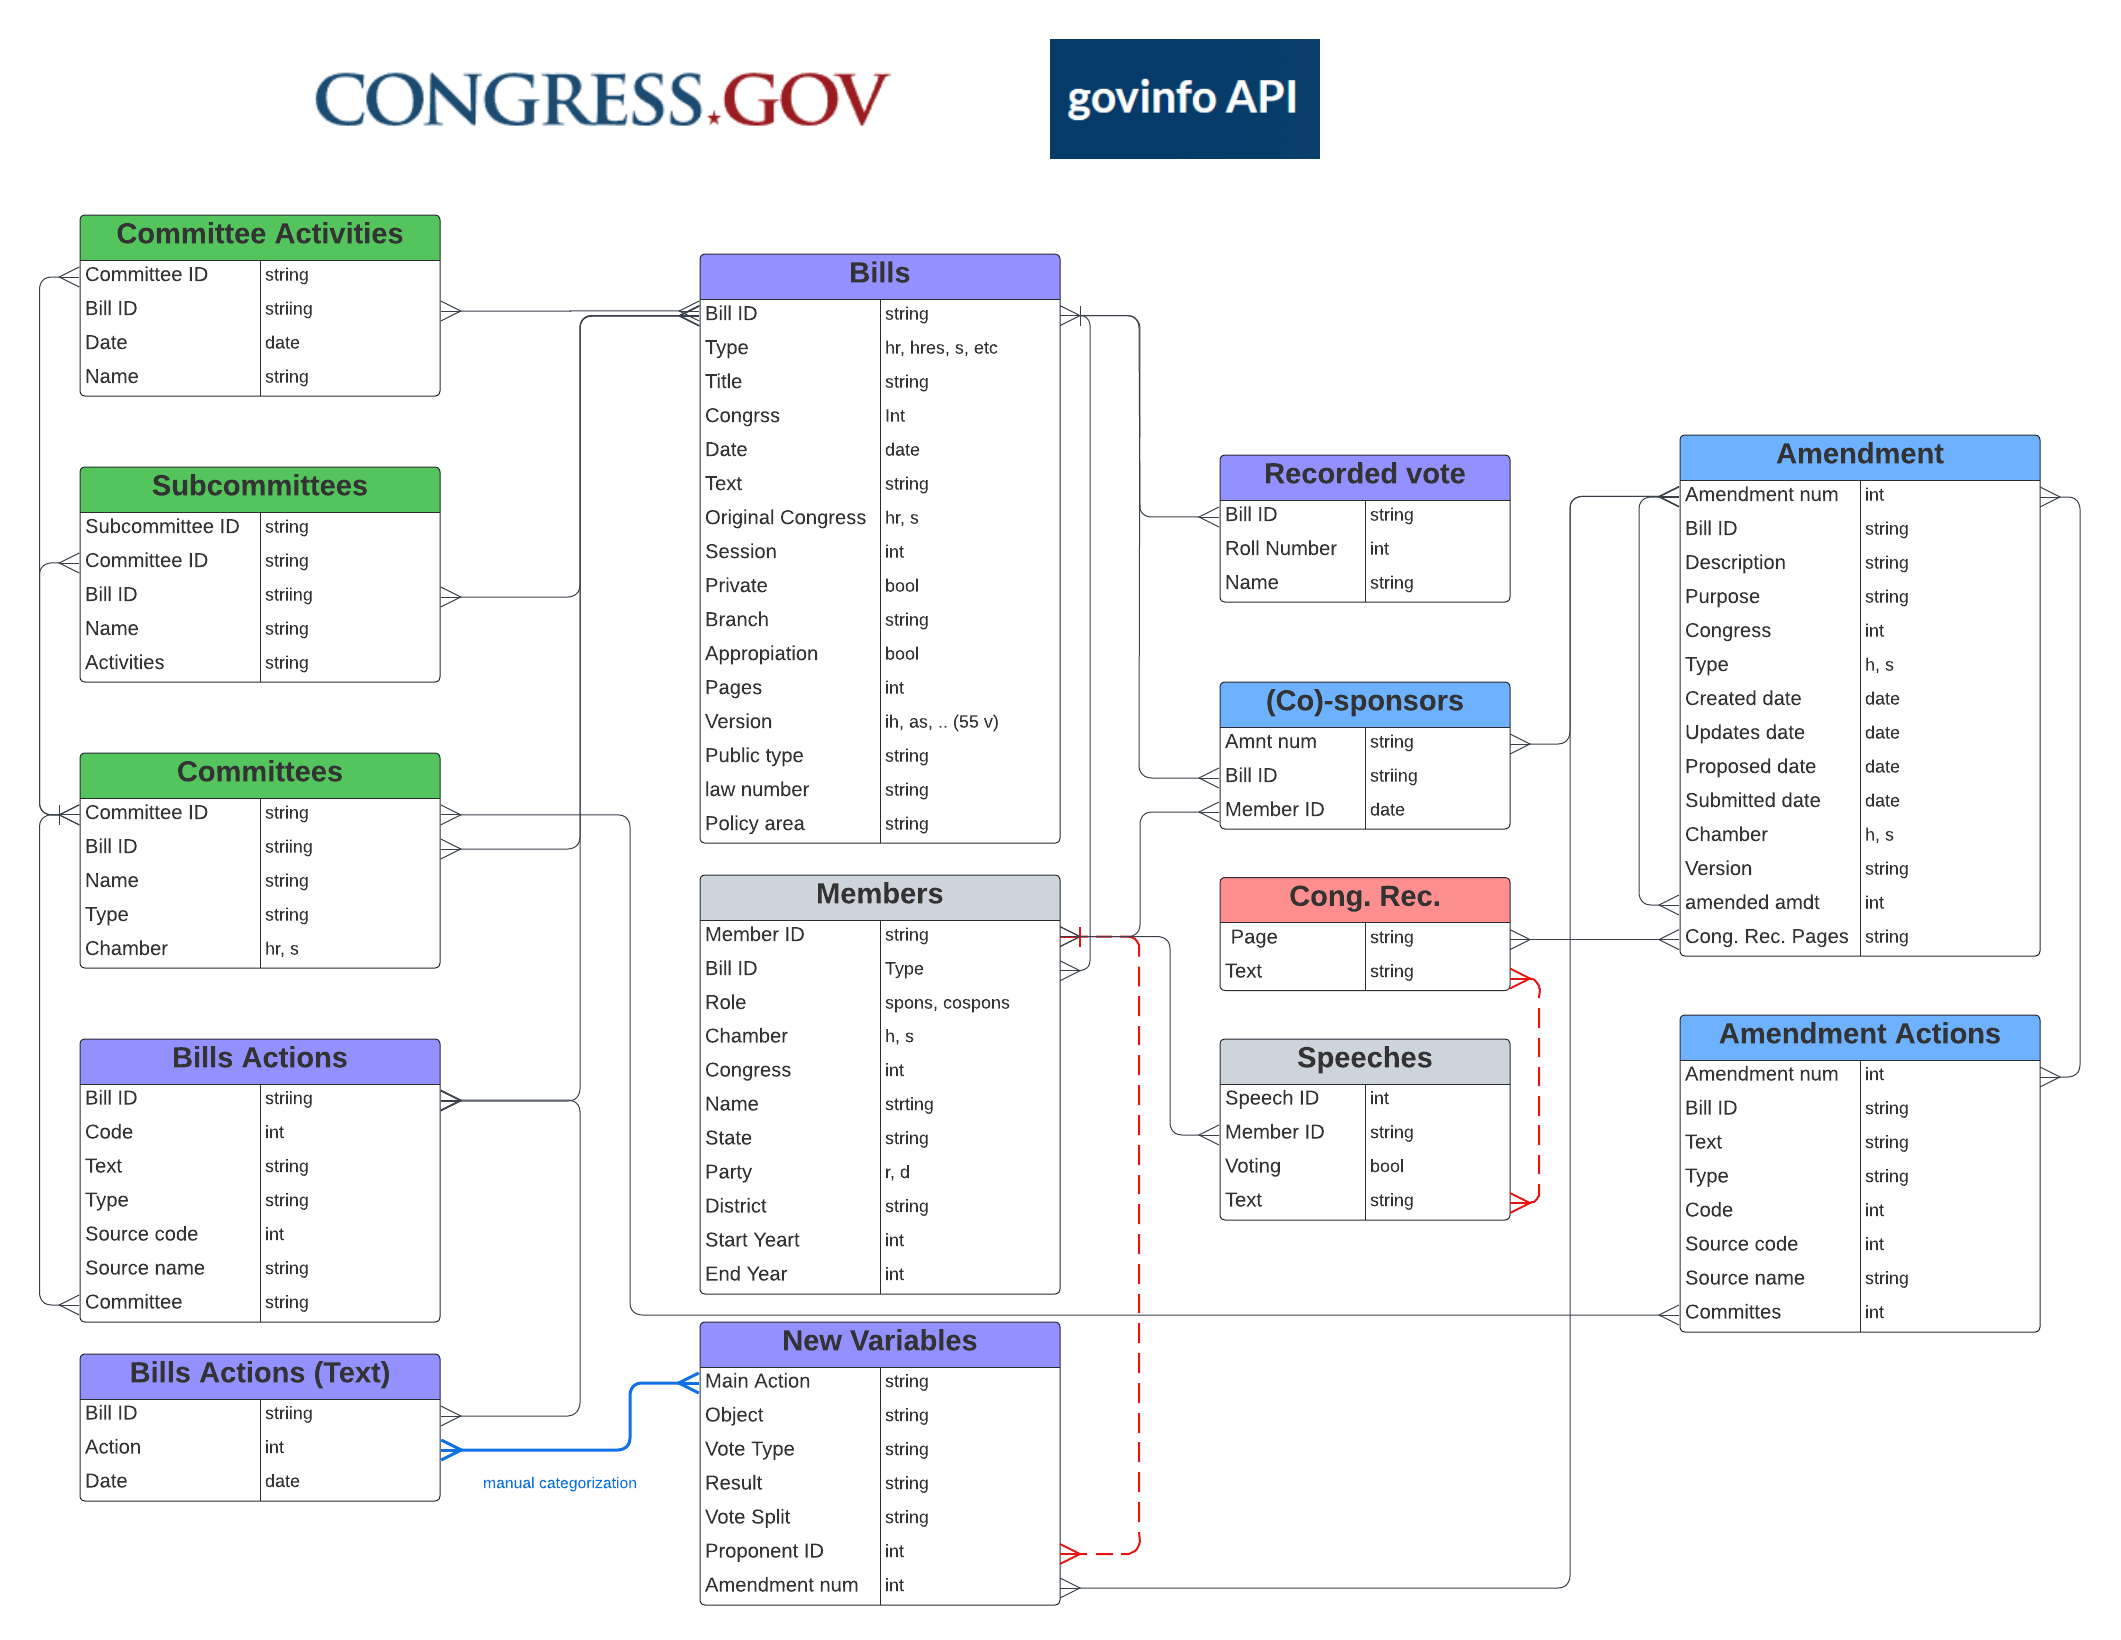 CONGRESS.GOV
govinfo API
Committee Activities
Committee ID string
Bill ID striing
Date date
Name string
Subcommittees
Subcommittee ID string
Committee ID string
Bill ID striing
Name string
Activities string
Committees
Committee ID string
Bill ID striing
Name string
Type string
Chamber hr, s
Bills Actions
Bill ID striing
Code int
Text string
Type string
Source code int
Source name string
Committee string
Bills Actions (Text)
Bill ID striing
Action int
Date date
manual categorization
Bills
Bill ID string
Type hr, hres, s, etc
Title string
Congrss Int
Date date
Text string
Original Congress hr, s
Session int
Private bool
Branch string
Appropiation bool
Pages int
Version ih, as, .. (55 v)
Public type string
law number string
Policy area string
Members
Member ID string
Bill ID Type
Role spons, cospons
Chamber h, s
Congress int
Name strting
State string
Party r, d
District string
Start Yeart int
End Year int
New Variables
Main Action string
Object string
Vote Type string
Result string
Vote Split string
Proponent ID int
Amendment num int
Recorded vote
Bill ID string
Roll Number int
Name string
(Co)-sponsors
Amnt num string
Bill ID striing
Member ID date
Cong. Rec.
Page string
Text string
Speeches
Speech ID int
Member ID string
Voting bool
Text string
Amendment
Amendment num int
Bill ID string
Description string
Purpose string
Congress int
Type h, s
Created date date
Updates date date
Proposed date date
Submitted date date
Chamber h, s
Version string
amended amdt int
Cong. Rec. Pages string
Amendment Actions
Amendment num int
Bill ID string
Text string
Type string
Code int
Source code int
Source name string
Committes int